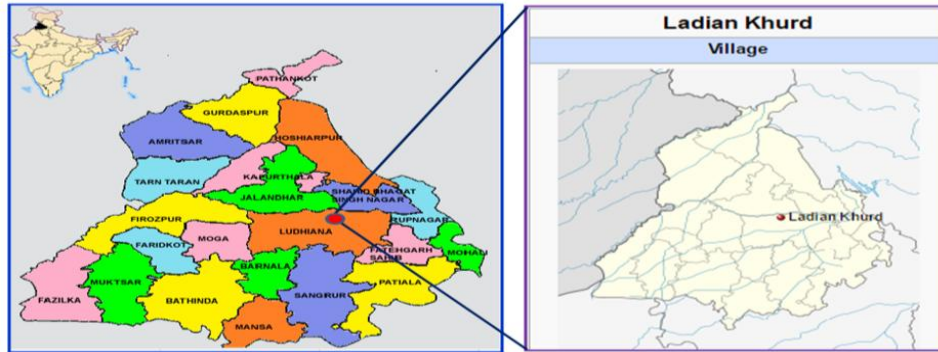 PATHANKOT
GURDASPUR
HOSHIARPUR
AMRITSAR
KAPURTHALA
TARN TARAN
SHAHID BHAGAT
SINGH NAGAR
JALANDHAR
RUPNAGAR
FIROZPUR
LUDHIANA
MOGA
FARIDKOT
FATEHGARH
SAHIB
MOHALI
BARNALA
MUKTSAR
PATIALA
SANGRUR
FAZILKA
BATHINDA
MANSA
Ladian Khurd
Village
Ladian Khurd